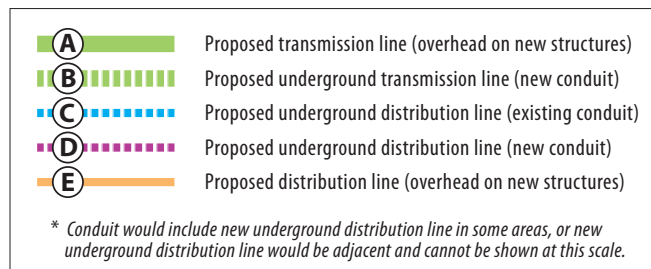 A Proposed transmission line (overhead on new structures)
B Proposed underground transmission line (new conduit)
C Proposed underground distribution line (existing conduit)
D Proposed underground distribution line (new conduit)
E Proposed distribution line (overhead on new structures)
* Conduit would include new underground distribution line in some areas, or new
underground distribution line would be adjacent and cannot be shown at this scale.